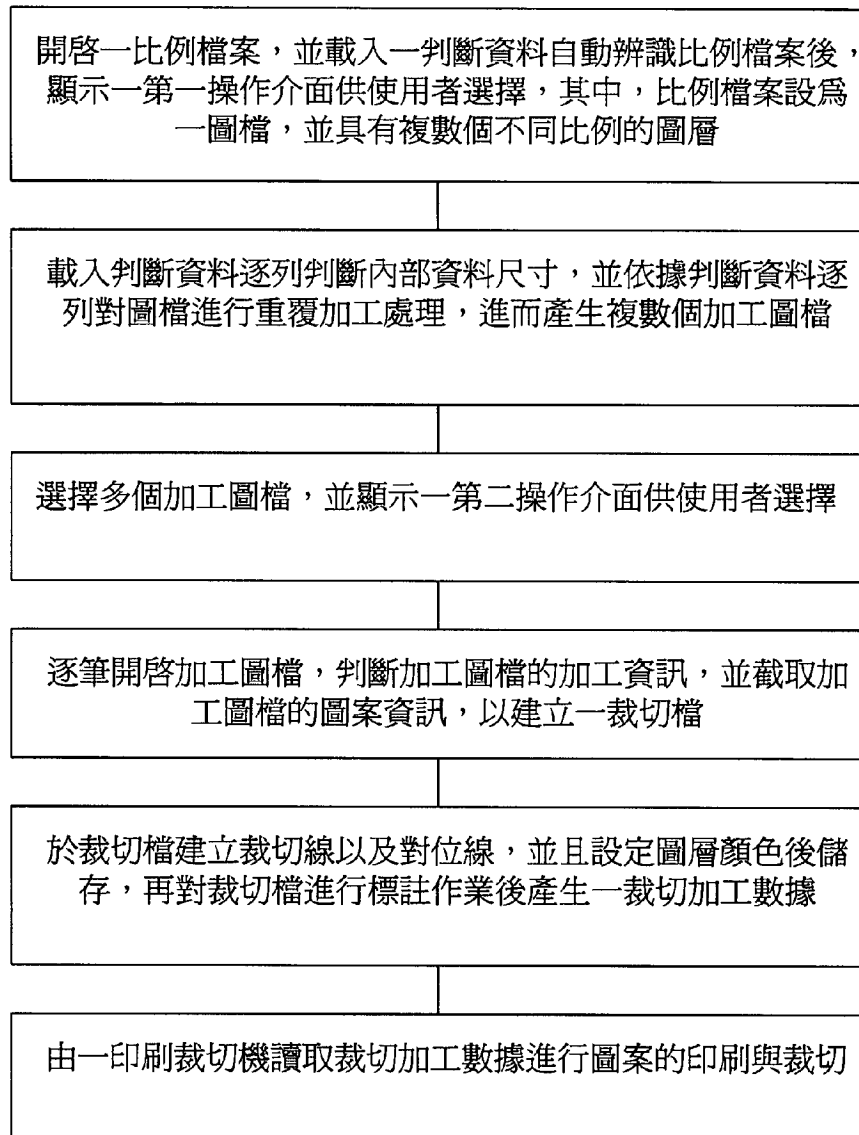 開啓一比例檔案，並載入一判斷資料自動辨識比例檔案後，
顯示一第一操作介面供使用者選擇，其中，比例檔案設爲
一圖檔，並具有複數個不同比例的圖層
載入判斷資料逐列判斷內部資料尺寸，並依據判斷資料逐
列對圖檔進行重覆加工處理，進而產生複數個加工圖檔
選擇多個加工圖檔，並顯示一第二操作介面供使用者選擇
逐筆開啓加工圖檔，判斷加工圖檔的加工資訊，並截取加
工圖檔的圖案資訊，以建立一裁切檔
於裁切檔建立裁切線以及對位線，並且設定圖層顏色後儲
存，再對裁切檔進行標註作業後產生一裁切加工數據
由一印刷裁切機讀取裁切加工數據進行圖案的印刷與裁切